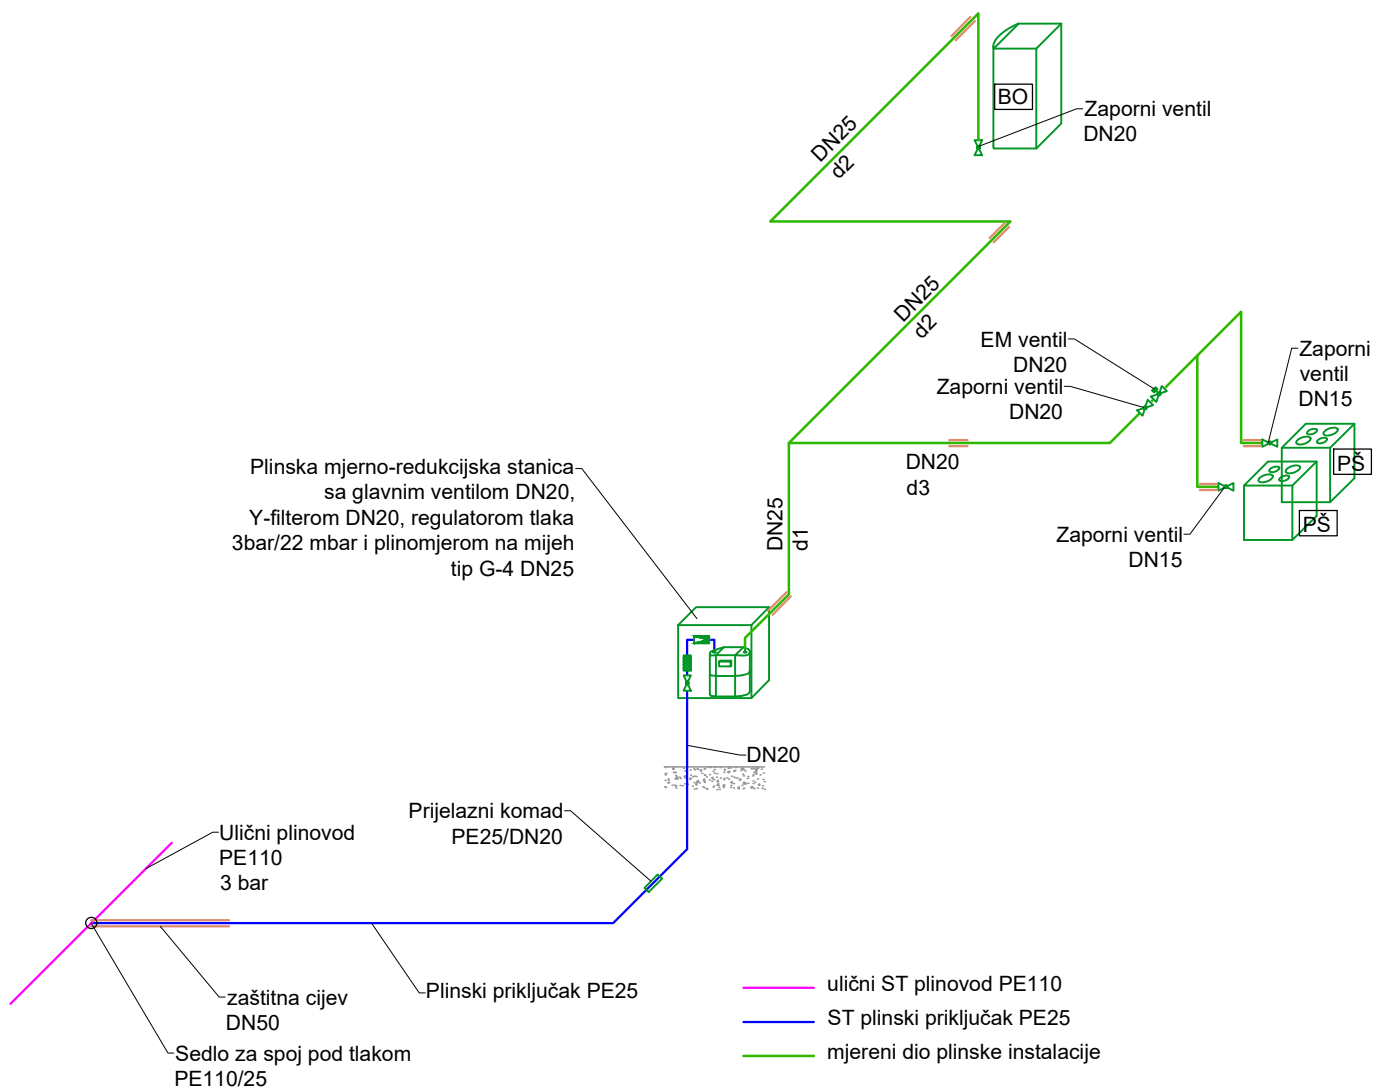 BO
Zaporni ventil
DN20
DN25
d2
DN25
d2
EM ventil
DN20
Zaporni ventil
DN20
Zaporni
ventil
DN15
PŠ
PŠ
DN20
d3
Zaporni ventil
DN15
DN25
d1
Plinska mjerno-redukcijska stanica
sa glavnim ventilom DN20,
Y-filterom DN20, regulatorom tlaka
3bar/22 mbar i plinomjerom na mijeh
tip G-4 DN25
DN20
Prijelazni komad
PE25/DN20
Ulični plinovod
PE110
3 bar
zaštitna cijev
DN50
Plinski priključak PE25
Sedlo za spoj pod tlakom
PE110/25
ulični ST plinovod PE110
ST plinski priključak PE25
mjereni dio plinske instalacije